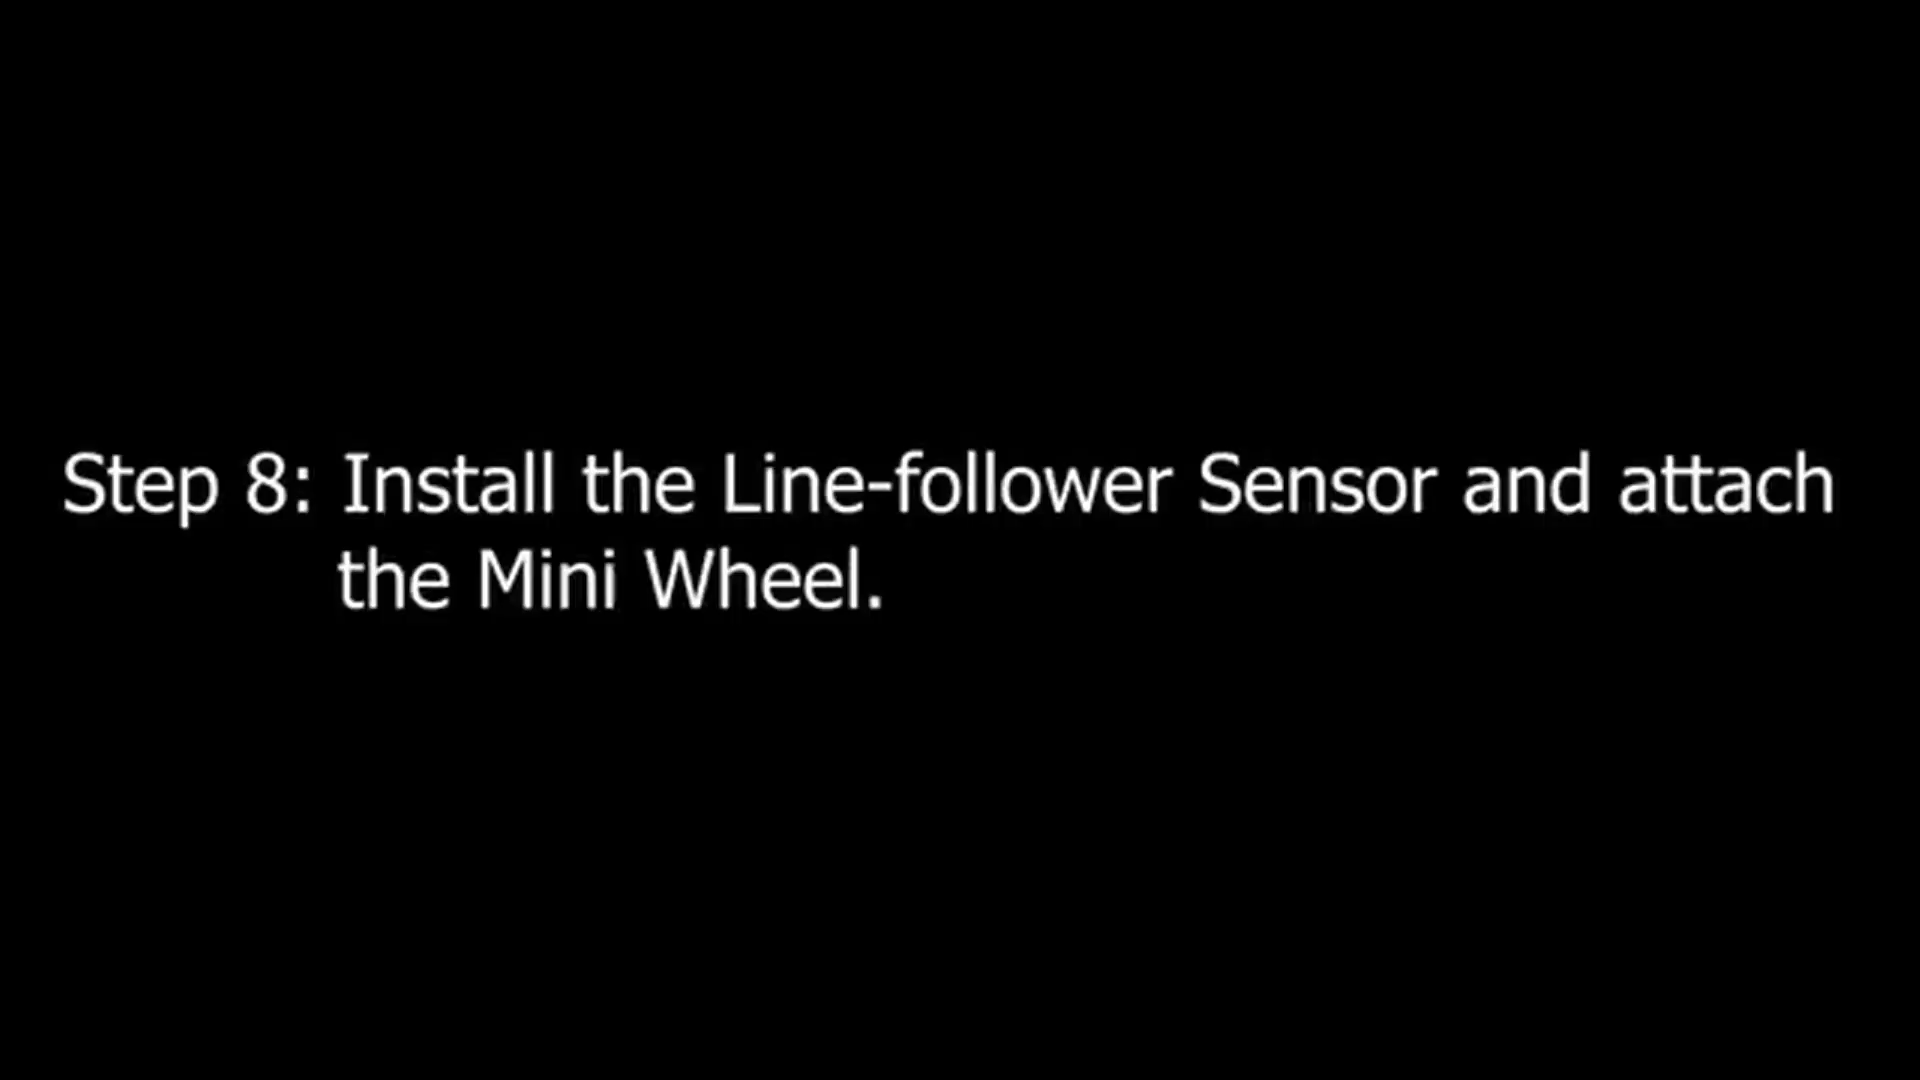 Step 8: Install the Line-follower Sensor and attach
the Mini Wheel.